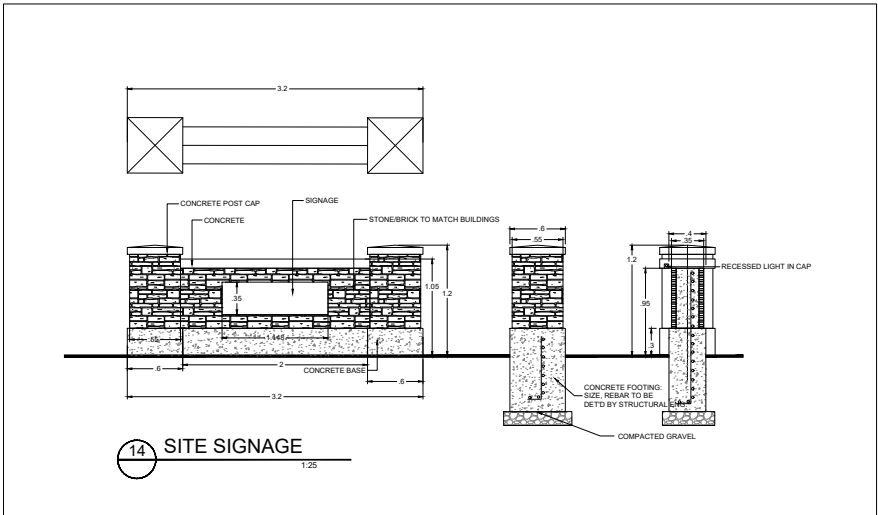 3.2
CONCRETE POST CAP
SIGNAGE
CONCRETE
STONE/BRICK TO MATCH BUILDINGS
.6
.55
.4
.35
1.2
RECESSED LIGHT IN CAP
1.05
1.2
.35
.95
.3
.55
CONCRETE BASE
2
.6
.6
3.2
CONCRETE FOOTING:
SIZE, REBAR TO BE
DET'D BY STRUCTURAL ENG.
COMPACTED GRAVEL
14 SITE SIGNAGE
1:25